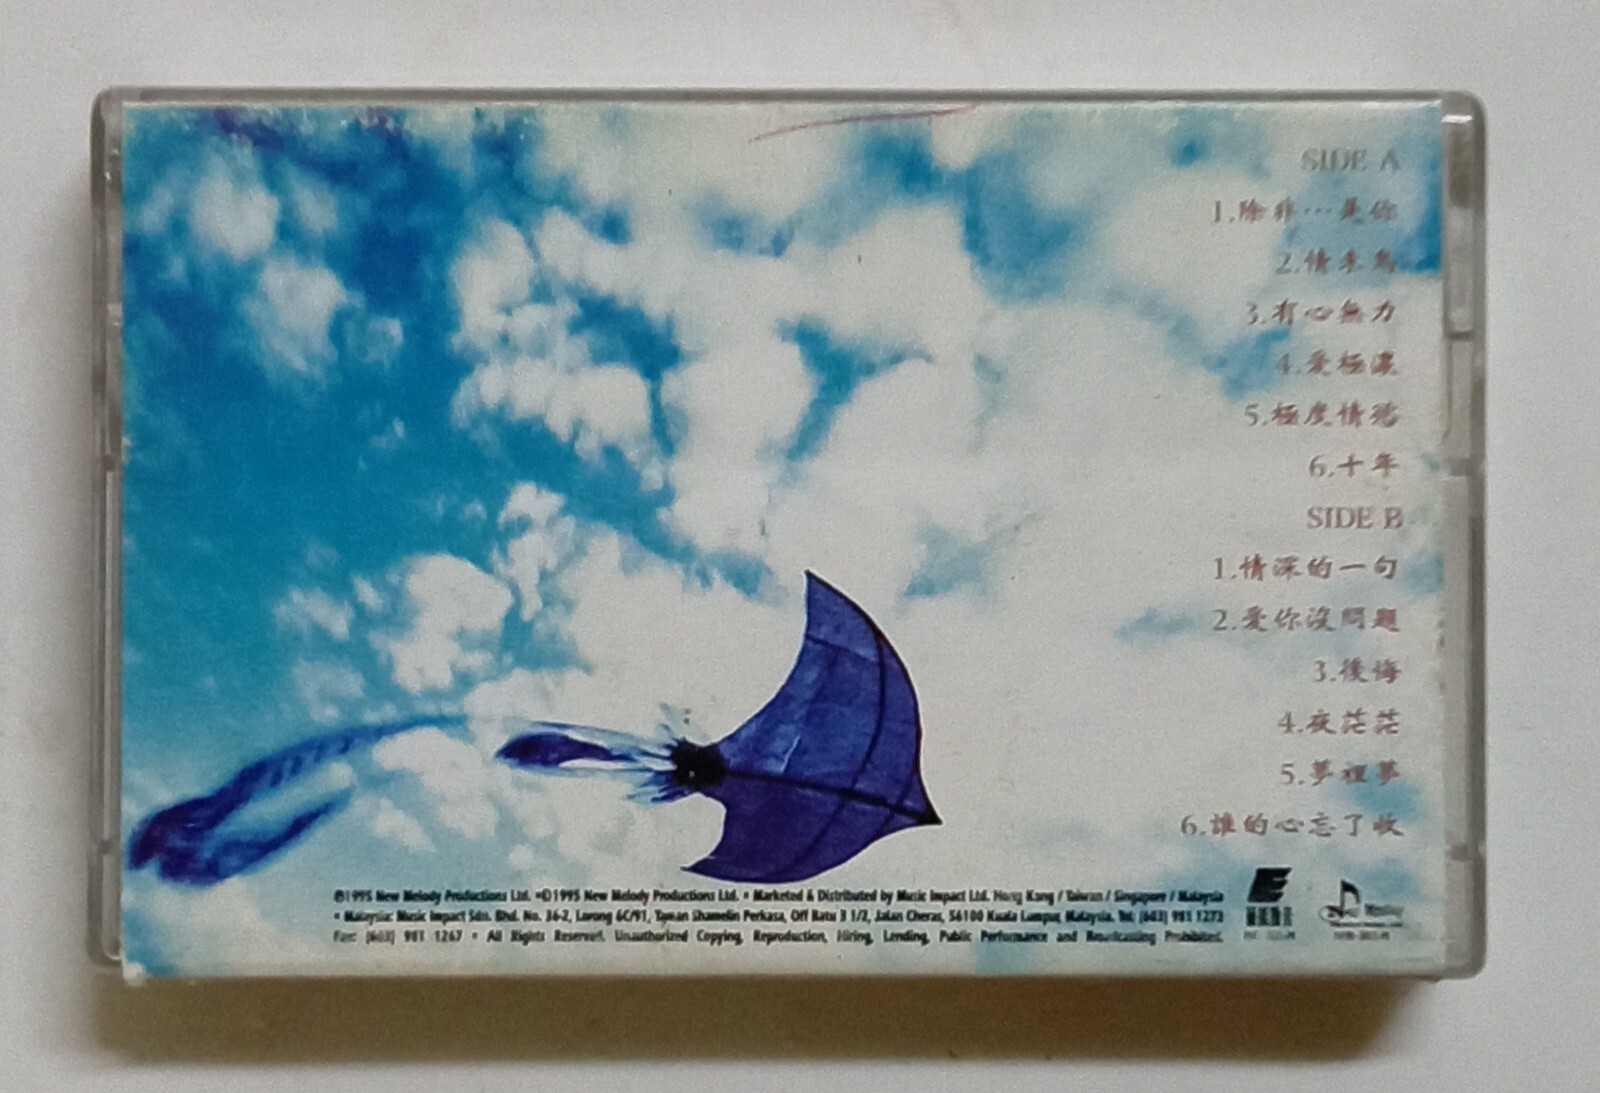 SIDE A
1.除非…是你
2.情未鳥
3.有心無力
4.愛極濃
5.極度情愁
6.十年
SIDE B
1.情深的一句
2.愛你沒問題
3.後悔
4.夜茫茫
5.夢裡夢
6.誰的心忘了收
℗1995 New Melody Productions Ltd. •©1995 New Melody Productions Ltd. • Marketed & Distributed by Music Impact Ltd. Hong Kong / Taiwan / Singapore / Malaysia
• Malaysia: Music Impact Sdn. Bhd. No. 36-2, Lorong 6C/91, Taman Shamelin Perkasa, Off Batu 3 1/2, Jalan Cheras, 56100 Kuala Lumpur, Malaysia. Tel: (603) 981 1273
Fax: (603) 981 1267 • All Rights Reserved. Unauthorized Copying, Reproduction, Hiring, Lending, Public Performance and Broadcasting Prohibited.